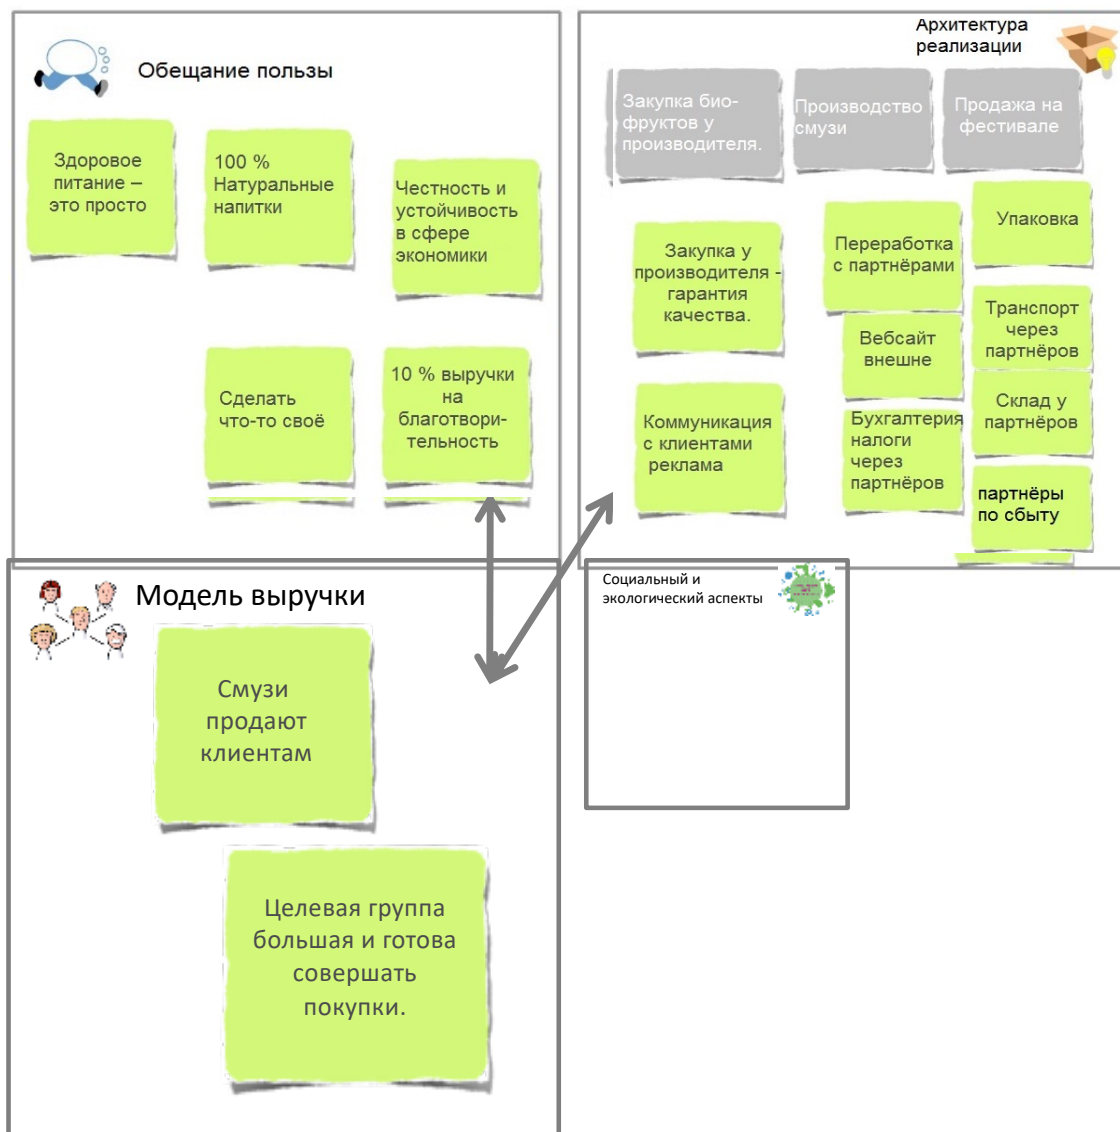 Обещание пользы
Здоровое
питание –
это просто
100 %
Натуральные
напитки
Честность и
устойчивость
в сфере
экономики
Сделать
что-то своё
10 % выручки
на
благотвори-
тельность
Архитектура
реализации
Закупка био-
фруктов у
производителя.
Производство
смузи
Продажа на
фестивале
Закупка у
производителя -
гарантия
качества.
Коммуникация
с клиентами
реклама
Переработка
с партнёрами
Вебсайт
внешне
Бухгалтерия
налоги
через
партнёров
Упаковка
Транспорт
через
партнёров
Склад у
партнёров
партнёры
по сбыту
Модель выручки
Смузи
продают
клиентам
Целевая группа
большая и готова
совершать
покупки.
Социальный и
экологический аспекты